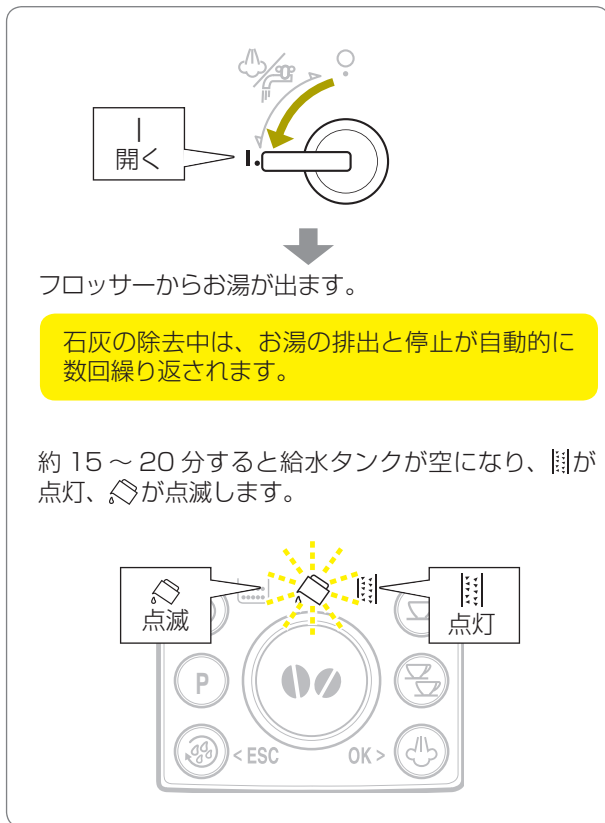 I
開く
I
フロッサーからお湯が出ます。
石灰の除去中は、お湯の排出と停止が自動的に
数回繰り返されます。
約 15 ～ 20 分すると給水タンクが空になり、が
点灯、が点滅します。
点滅
点灯
P
< ESC
OK >